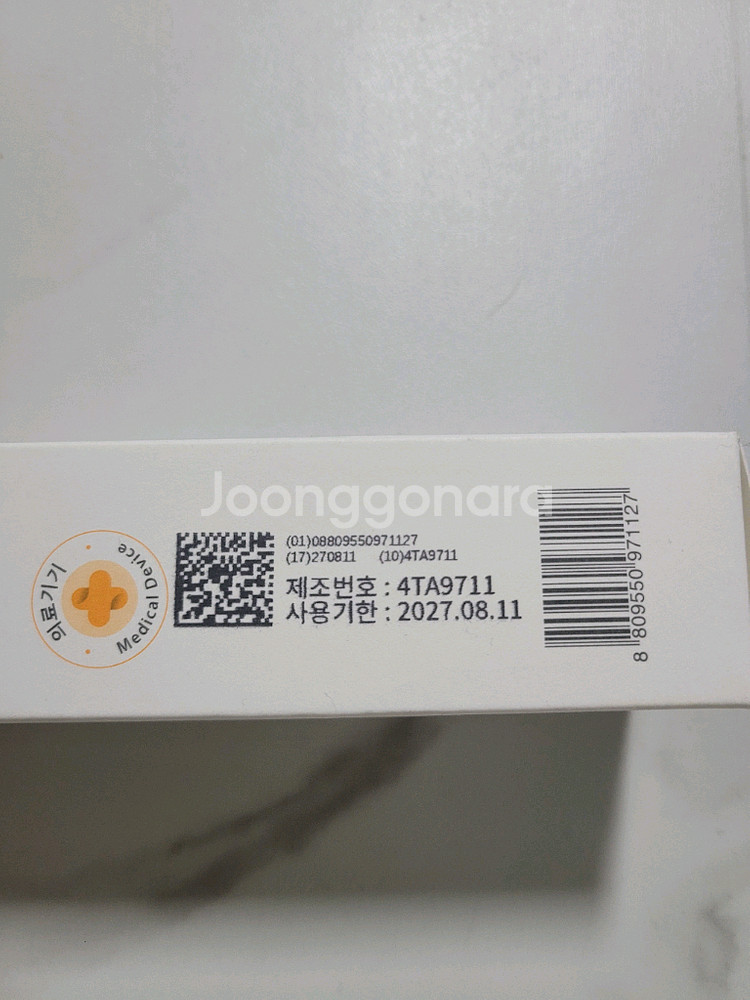 Joonggonara
의료기기
Medical Device
(01)08809550971127
(17)270811 (10)4TA9711
제조번호 : 4TA9711
사용기한 : 2027.08.11
8 809550 971127